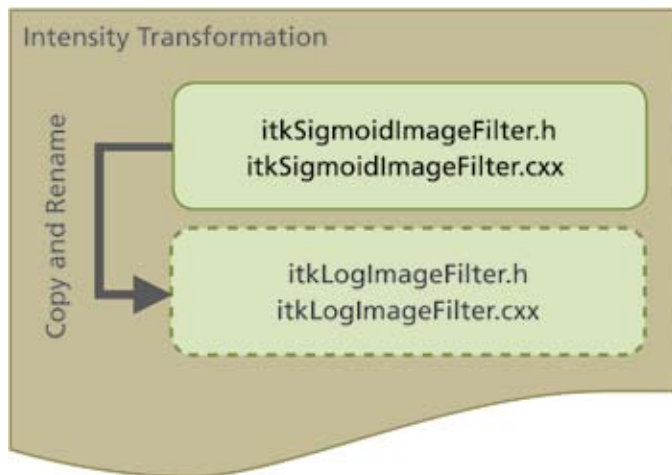 Intensity Transformation
Copy and Rename
itkSigmoidImageFilter.h
itkSigmoidImageFilter.cxx
itkLogImageFilter.h
itkLogImageFilter.cxx